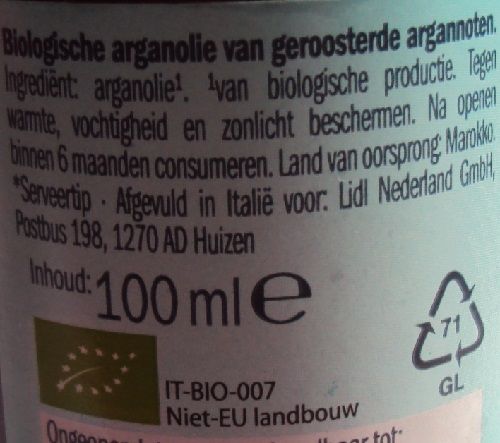 Biologische arganolie van geroosterde argannoten.
Ingrediënt: arganolie¹. ¹van biologische productie. Tegen
warmte, vochtigheid en zonlicht beschermen. Na openen
binnen 6 maanden consumeren. Land van oorsprong: Marokko.
*Serveertip · Afgevuld in Italië voor: Lidl Nederland GmbH,
Postbus 198, 1270 AD Huizen
Inhoud: 100 ml e
71
GL
IT-BIO-007
Niet-EU landbouw
tot: